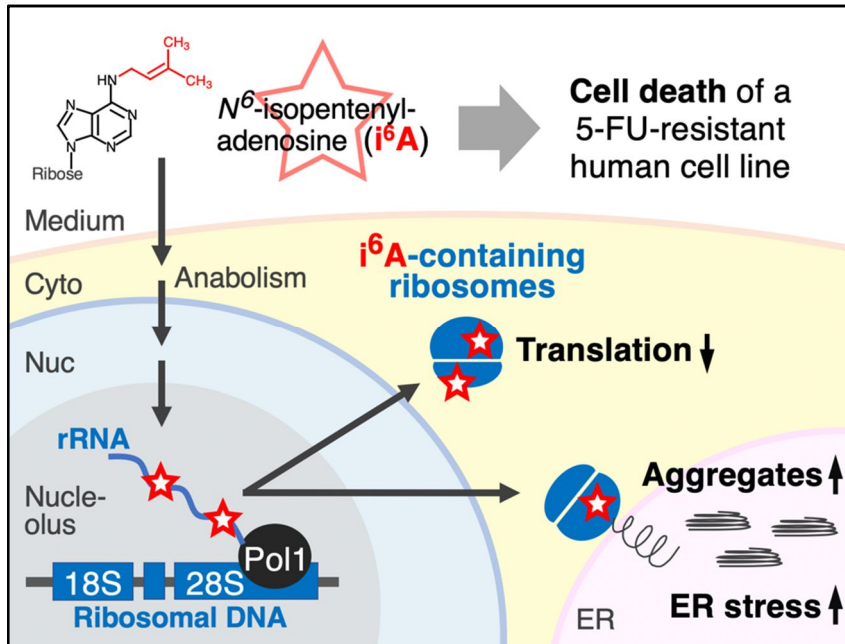 CH₃
HN
CH₃
N
N
N
N
Ribose
N⁶-isopentenyl-
adenosine (i⁶A)
Cell death of a
5-FU-resistant
human cell line
Medium
Cyto
Anabolism
i⁶A-containing
ribosomes
Nuc
Translation
rRNA
Nucle-
olus
Aggregates
Pol1
18S
28S
Ribosomal DNA
ER
ER stress